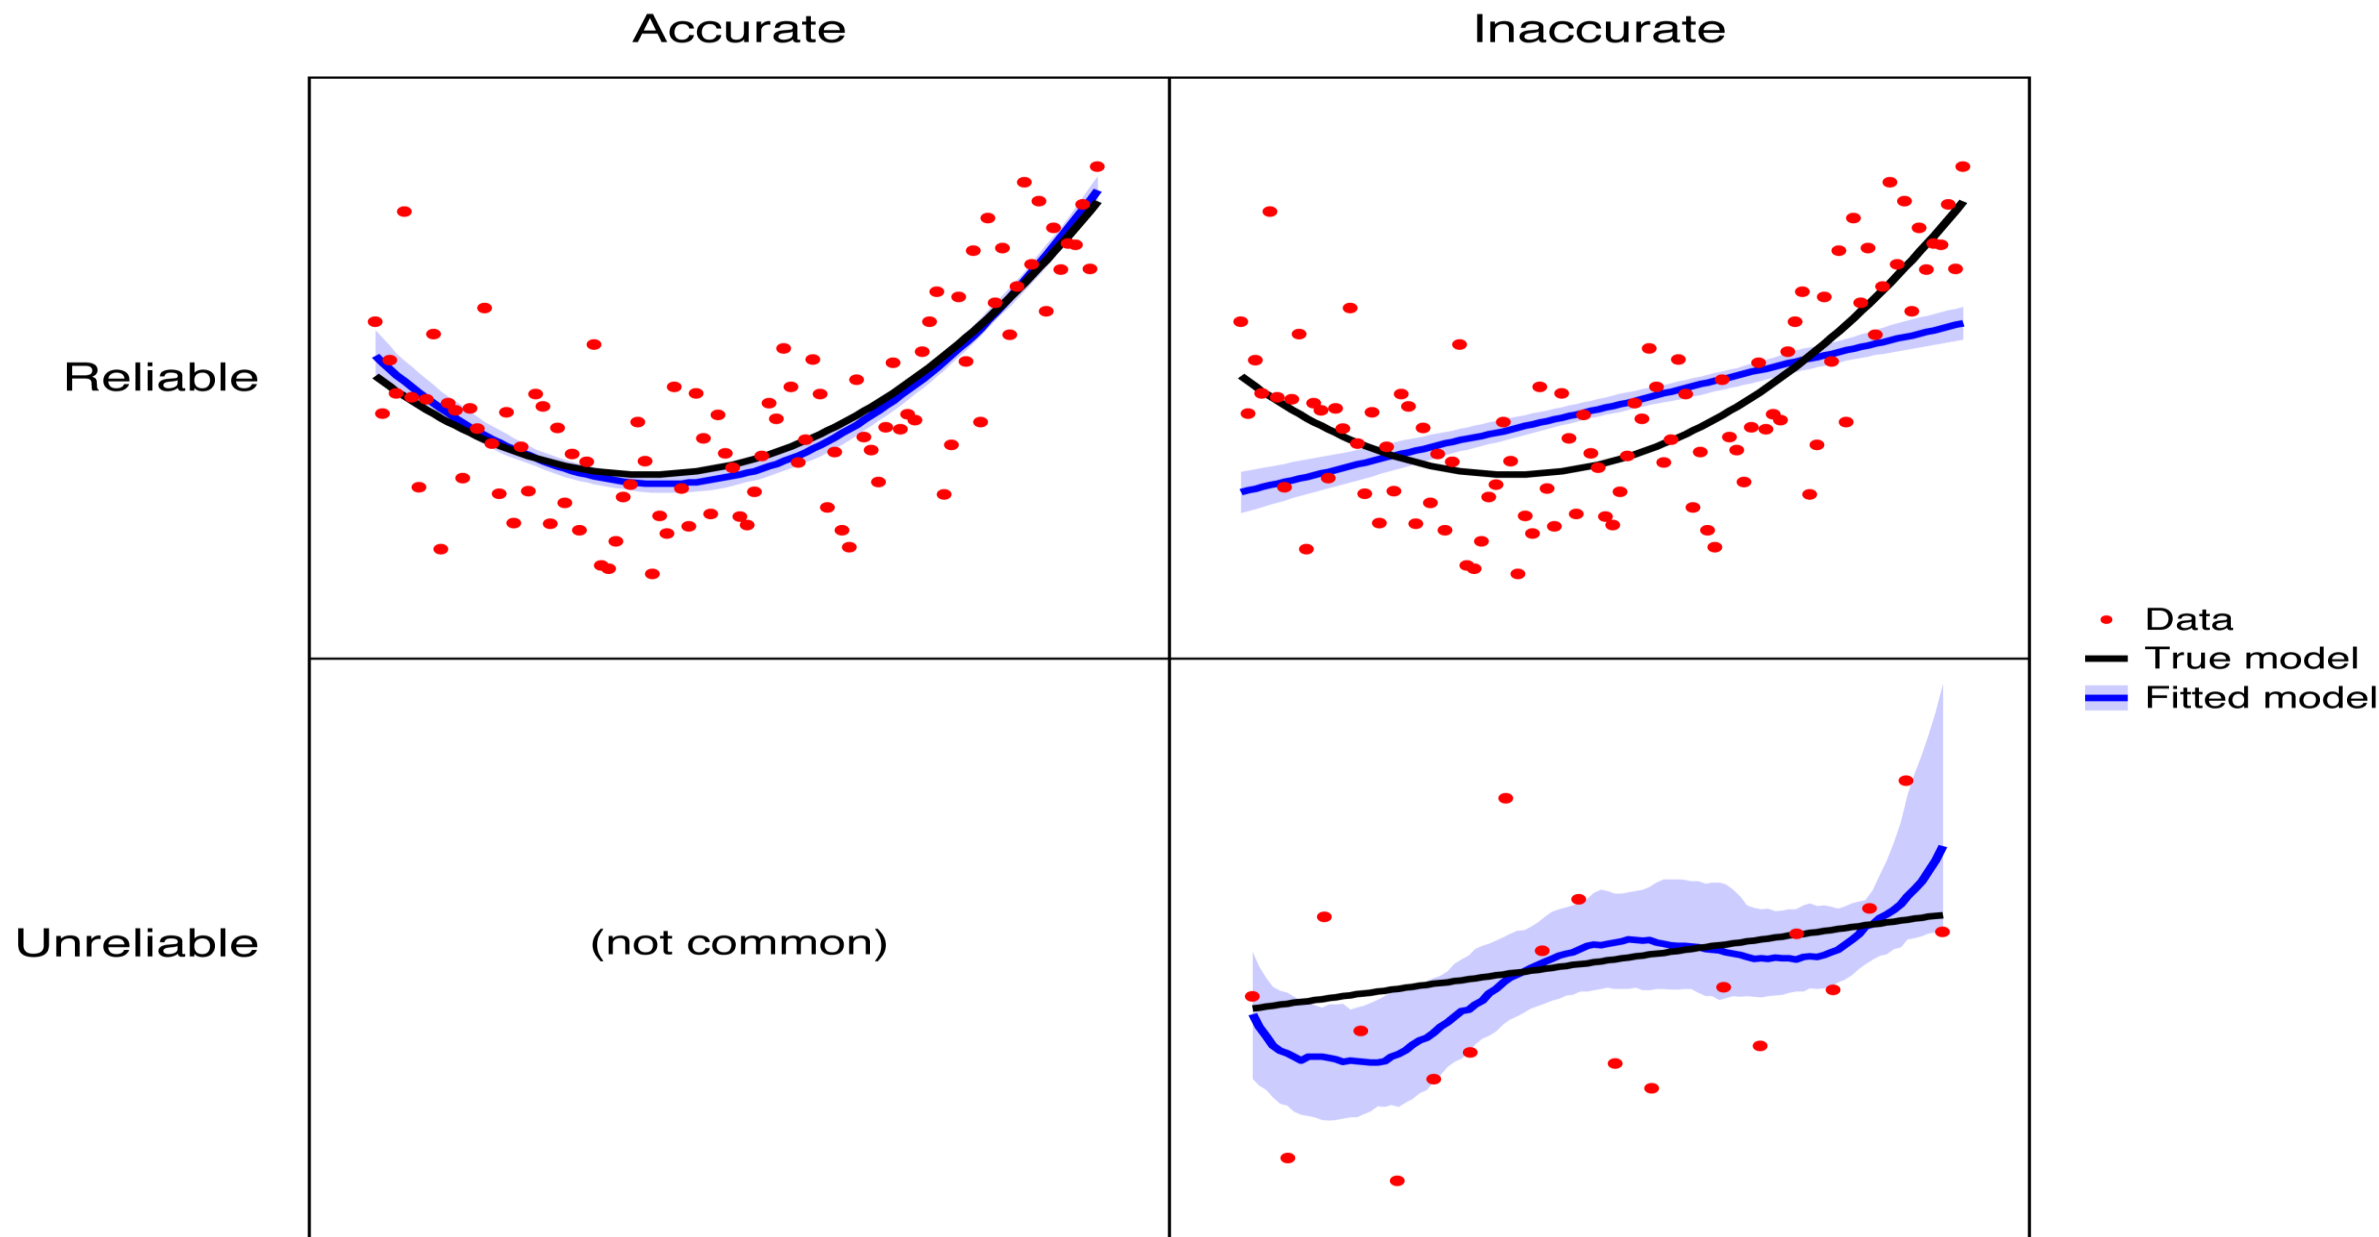 Accurate
Inaccurate
Reliable
Data
True model
Fitted model
Unreliable
(not common)